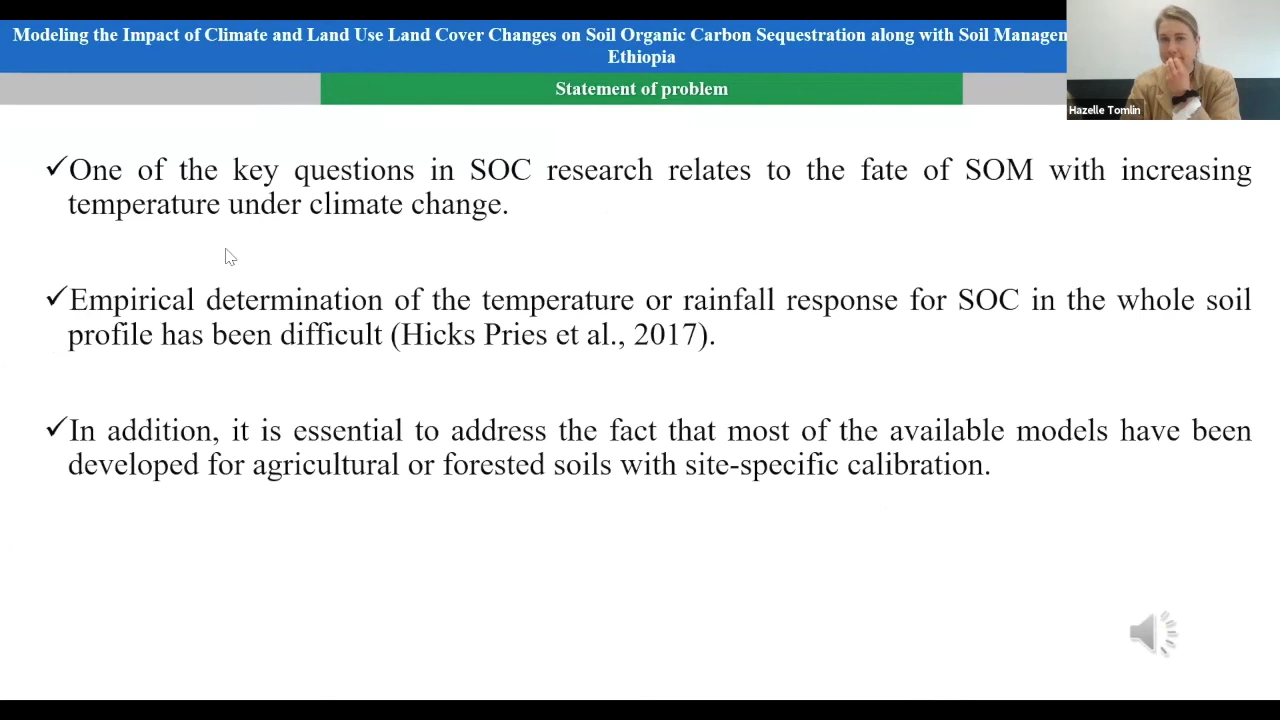 Modeling the Impact of Climate and Land Use Land Cover Changes on Soil Organic Carbon Sequestration along with Soil
Ethiopia
Statement of problem
Hazelle Tomlin
✓One of the key questions in SOC research relates to the fate of SOM with increasing
temperature under climate change.
✓Empirical determination of the temperature or rainfall response for SOC in the whole soil
profile has been difficult (Hicks Pries et al., 2017).
✓In addition, it is essential to address the fact that most of the available models have been
developed for agricultural or forested soils with site-specific calibration.